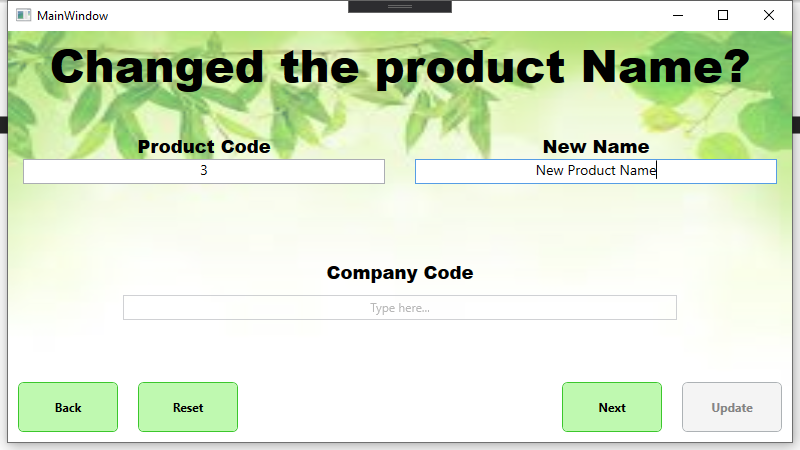 MainWindow
Changed the product Name?
Product Code
New Name
3
New Product Name
Company Code
Type here...
Back
Reset
Next
Update